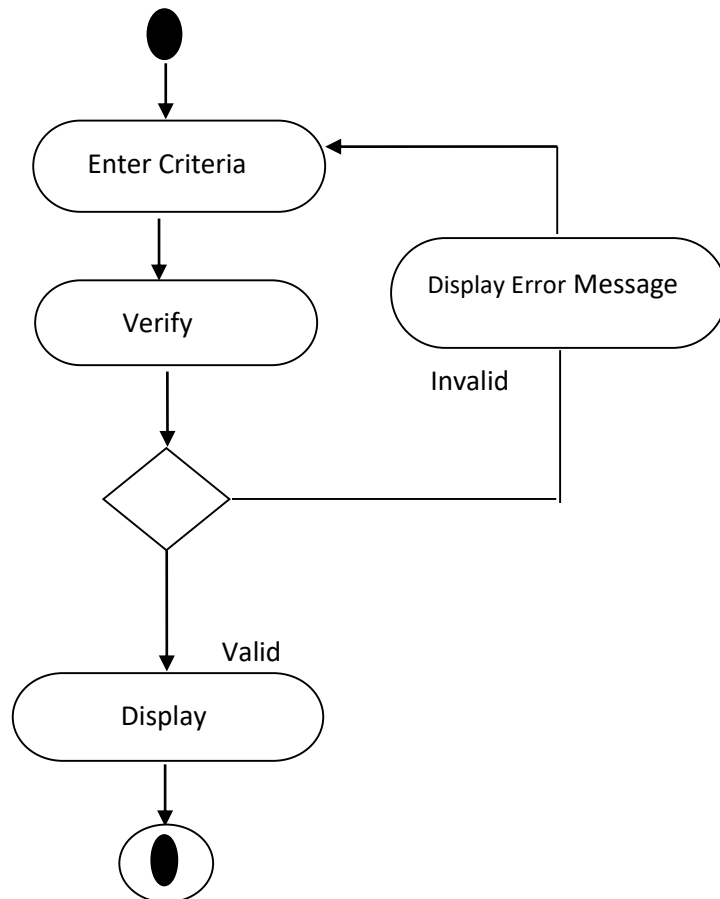 Enter Criteria
Display Error Message
Verify
Invalid
Valid
Display